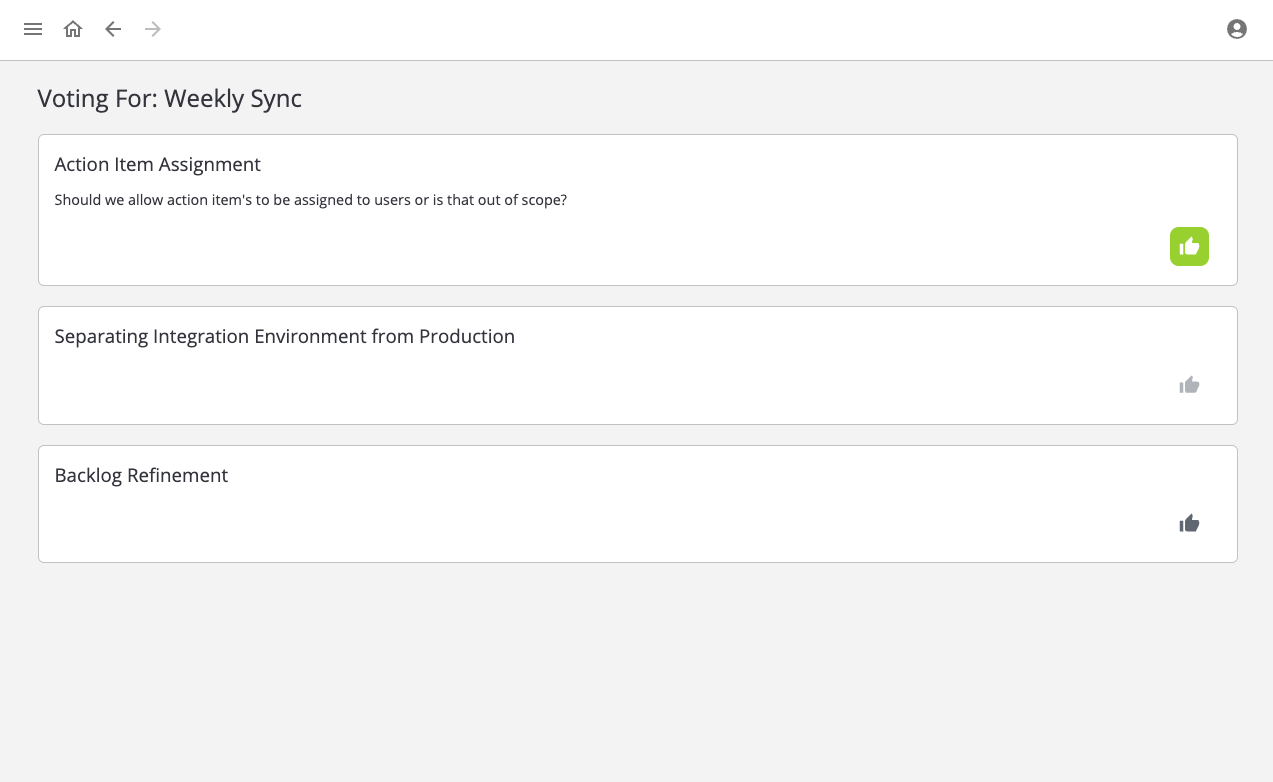 Voting For: Weekly Sync
Action Item Assignment
Should we allow action item's to be assigned to users or is that out of scope?
Separating Integration Environment from Production
Backlog Refinement